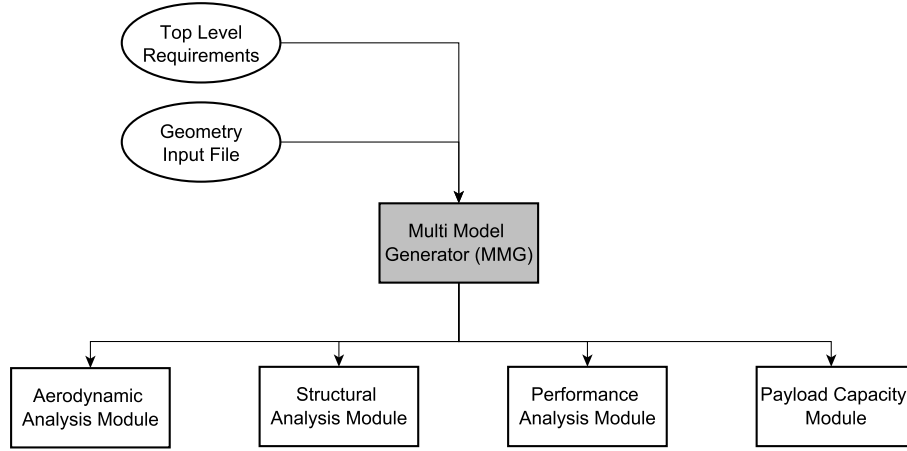 Top Level
Requirements
Geometry
Input File
Multi Model
Generator (MMG)
Aerodynamic
Analysis Module
Structural
Analysis Module
Performance
Analysis Module
Payload Capacity
Module